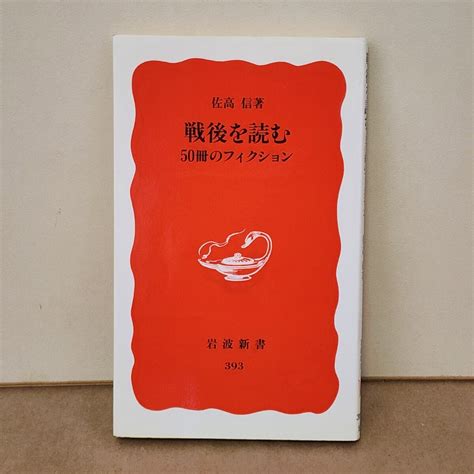 佐高 信著
戦後を読む
50冊のフィクション
岩波新書
393